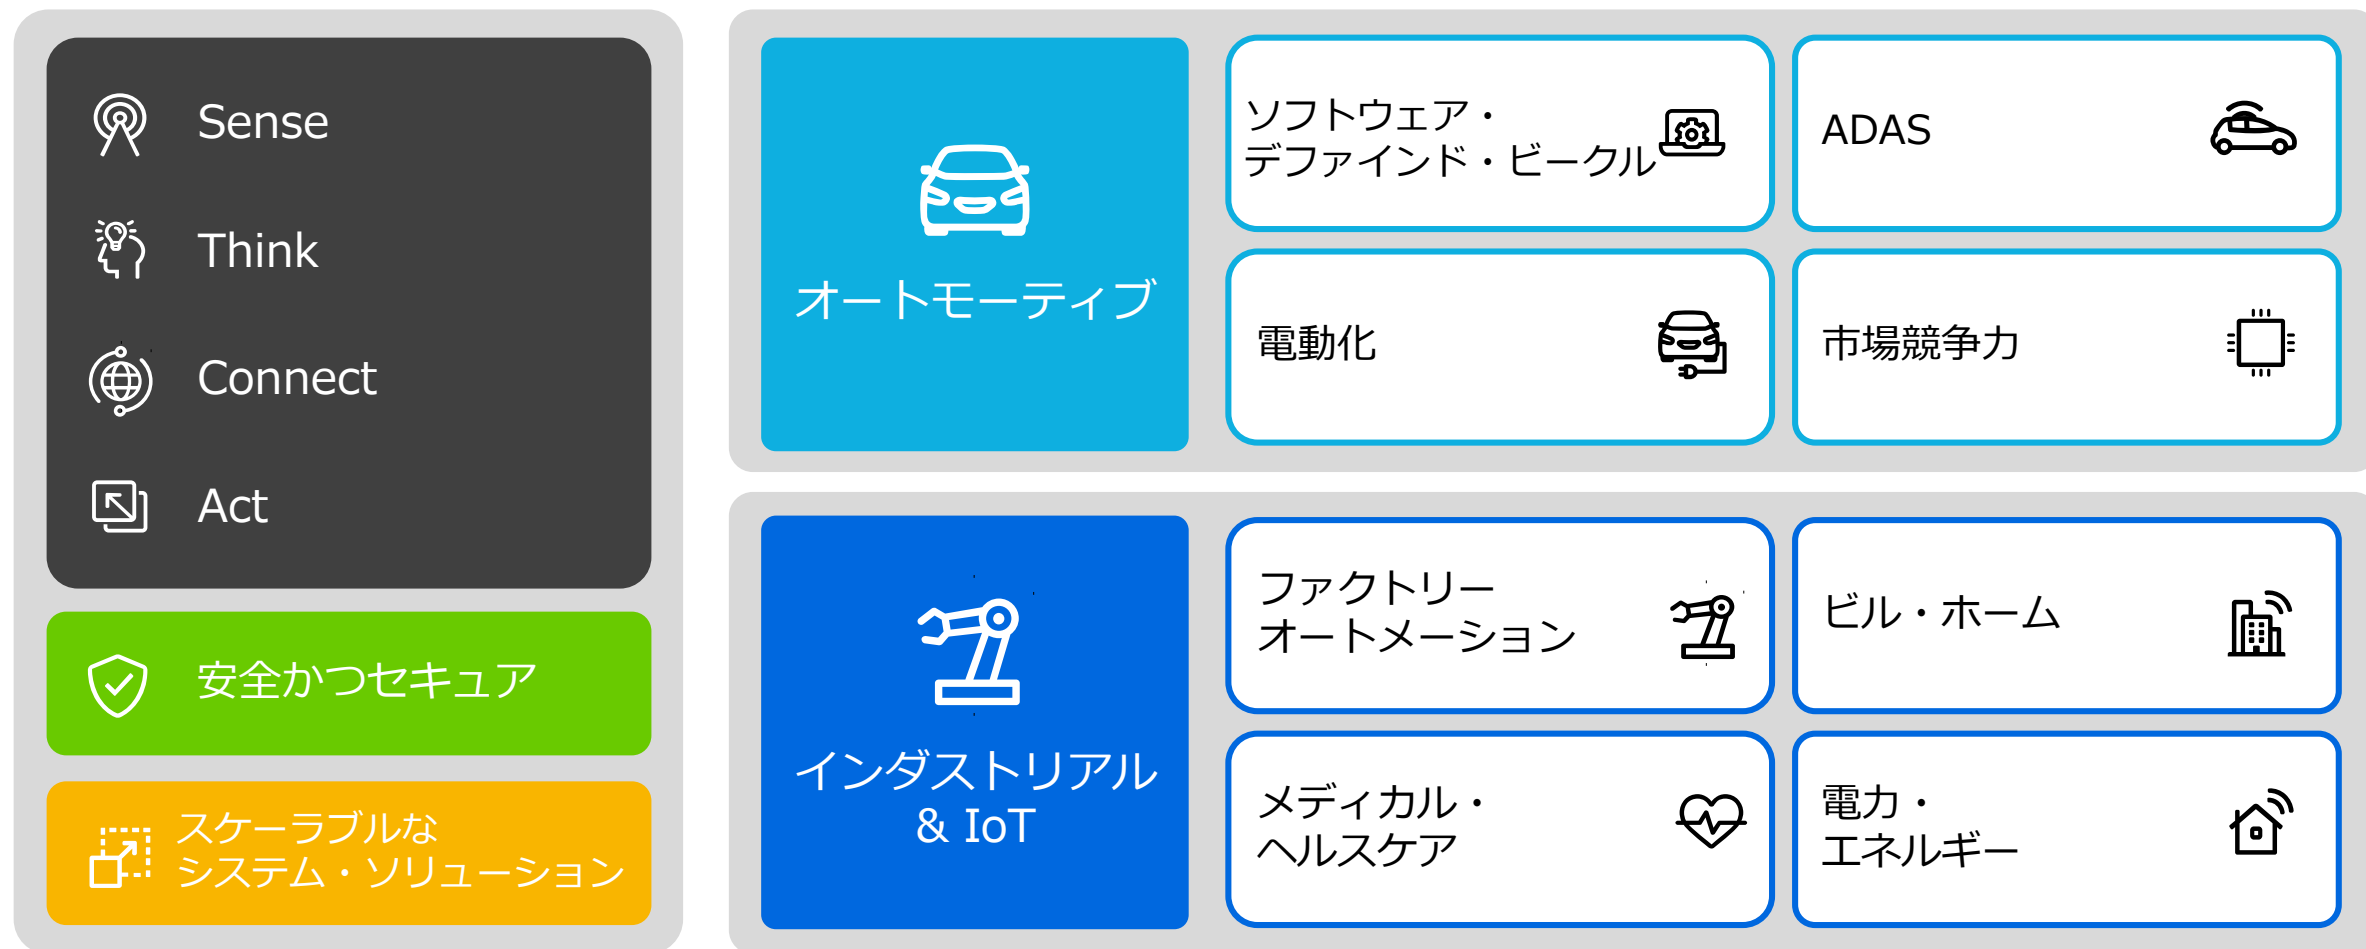 Sense
Think
Connect
Act
安全かつセキュア
スケーラブルな
システム・ソリューション
オートモーティブ
ソフトウェア・
デファインド・ビークル
ADAS
電動化
市場競争力
インダストリアル
& IoT
ファクトリー
オートメーション
ビル・ホーム
メディカル・
ヘルスケア
電力・
エネルギー